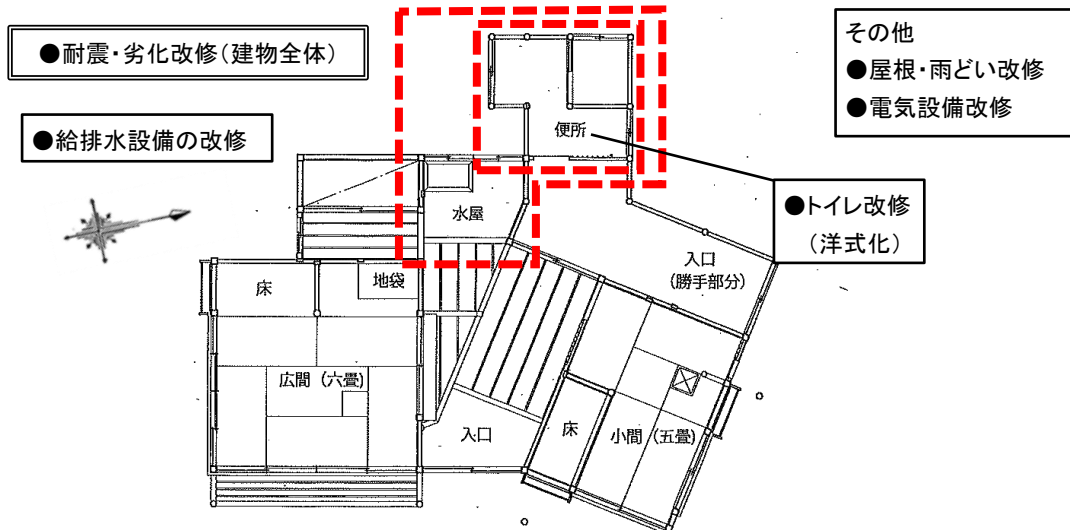 ●耐震・劣化改修(建物全体)
●給排水設備の改修
その他
●屋根・雨どい改修
●電気設備改修
便所
●トイレ改修
(洋式化)
水屋
入口
(勝手部分)
床
地袋
広間 (六畳)
入口
床
小間 (五畳)